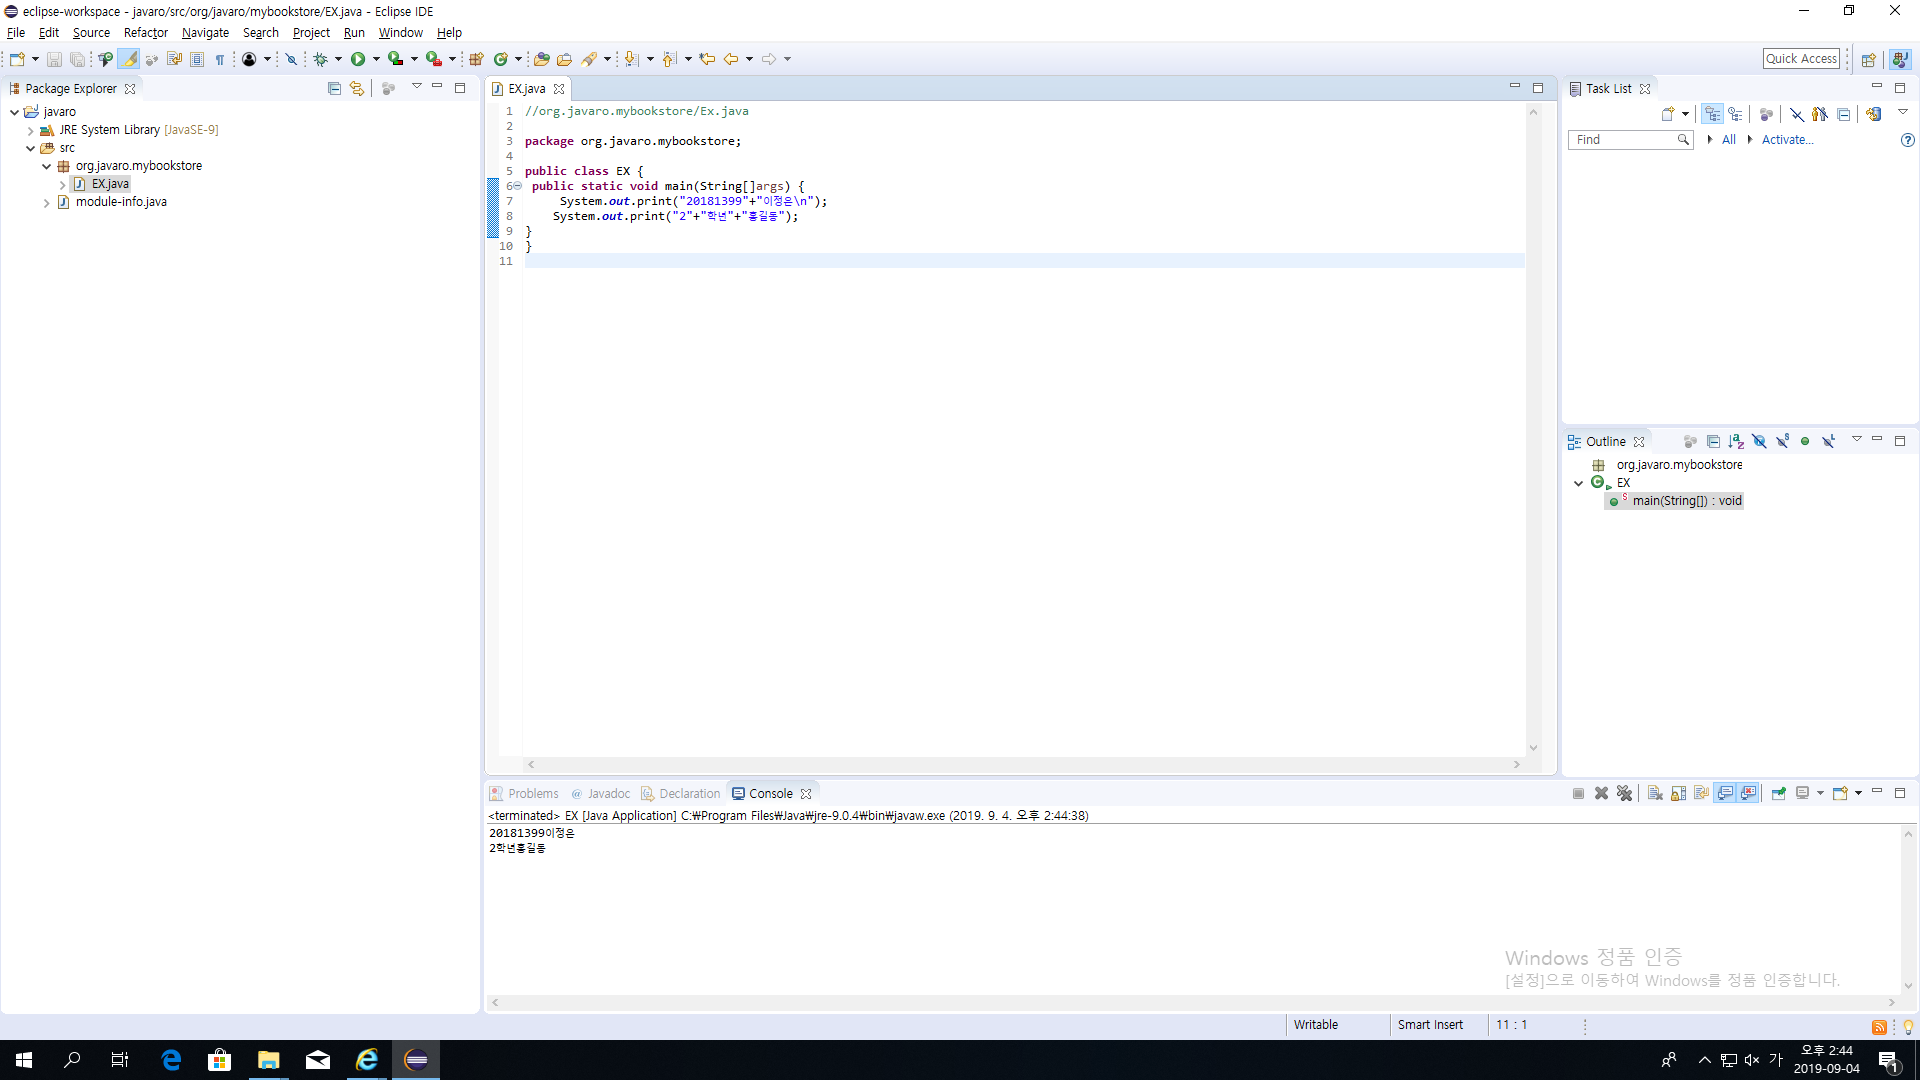 eclipse-workspace - javaro/src/org/javaro/mybookstore/EX.java - Eclipse IDE
File Edit Source Refactor Navigate Search Project Run Window Help
Quick Access
Package Explorer
javaro
JRE System Library [JavaSE-9]
src
org.javaro.mybookstore
EX.java
module-info.java
EX.java
1 //org.javaro.mybookstore/Ex.java
2
3 package org.javaro.mybookstore;
4
5 public class EX {
6 public static void main(String[]args) {
7 System.out.print("20181399"+"이정은\n");
8 System.out.print("2"+"학년"+"홍길동");
9 }
10 }
11
Task List
Find All Activate...
Outline
org.javaro.mybookstore
EX
main(String[]) : void
Problems Javadoc Declaration Console
<terminated> EX [Java Application] C:₩Program Files₩Java₩jre-9.0.4₩bin₩javaw.exe (2019. 9. 4. 오후 2:44:38)
20181399이정은
2학년홍길동
Windows 정품 인증
[설정]으로 이동하여 Windows를 정품 인증합니다.
Writable Smart Insert 11 : 1
가 오후 2:44
2019-09-04
1